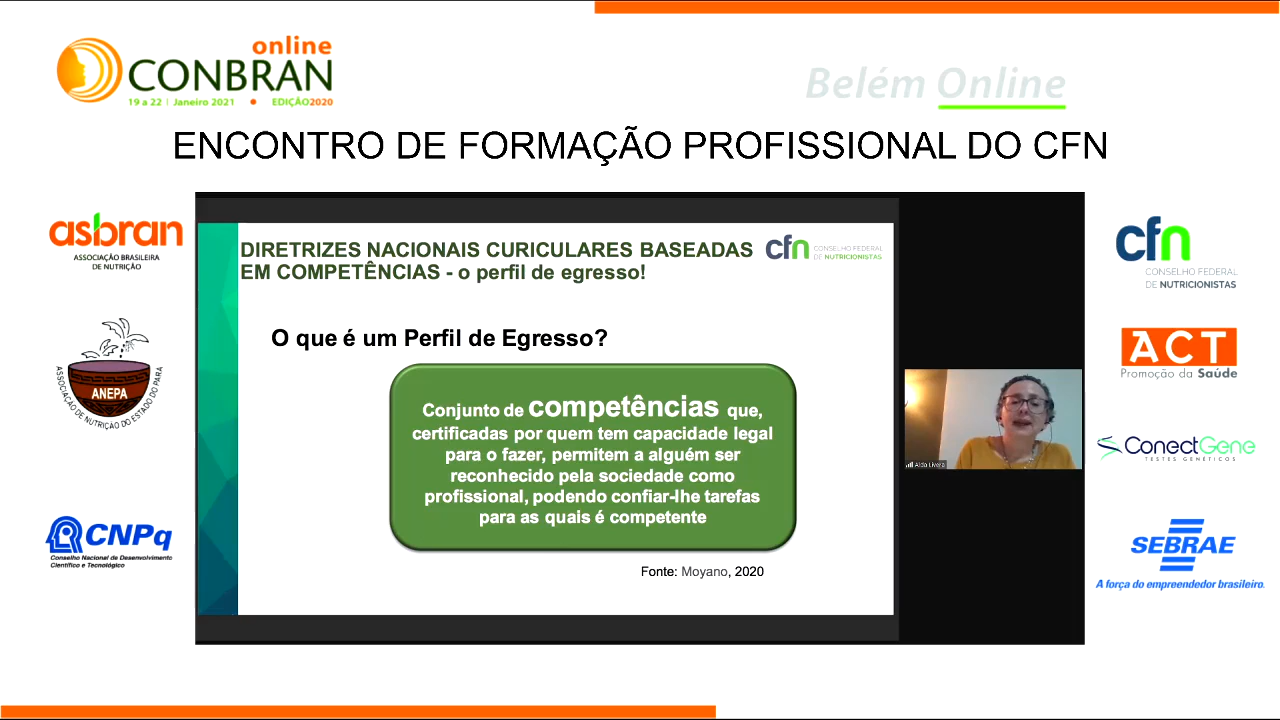 online
CONBRAN
19 a 22 | Janeiro 2021 • EDIÇÃO2020
Belém Online
ENCONTRO DE FORMAÇÃO PROFISSIONAL DO CFN
asbran
ASSOCIAÇÃO BRASILEIRA
DE NUTRIÇÃO
ANEPA
ASSOCIAÇÃO DE NUTRIÇÃO DO ESTADO DO PARÁ
CNPq
Conselho Nacional de Desenvolvimento
Científico e Tecnológico
DIRETRIZES NACIONAIS CURICULARES BASEADAS
EM COMPETÊNCIAS - o perfil de egresso!
cfn
CONSELHO FEDERAL
DE NUTRICIONISTAS
O que é um Perfil de Egresso?
Conjunto de competências que,
certificadas por quem tem capacidade legal
para o fazer, permitem a alguém ser
reconhecido pela sociedade como
profissional, podendo confiar-lhe tarefas
para as quais é competente
Fonte: Moyano, 2020
Alda Livera
cfn
CONSELHO FEDERAL
DE NUTRICIONISTAS
ACT
Promoção da Saúde
ConectGene
TESTES GENÉTICOS
SEBRAE
A força do empreendedor brasileiro.